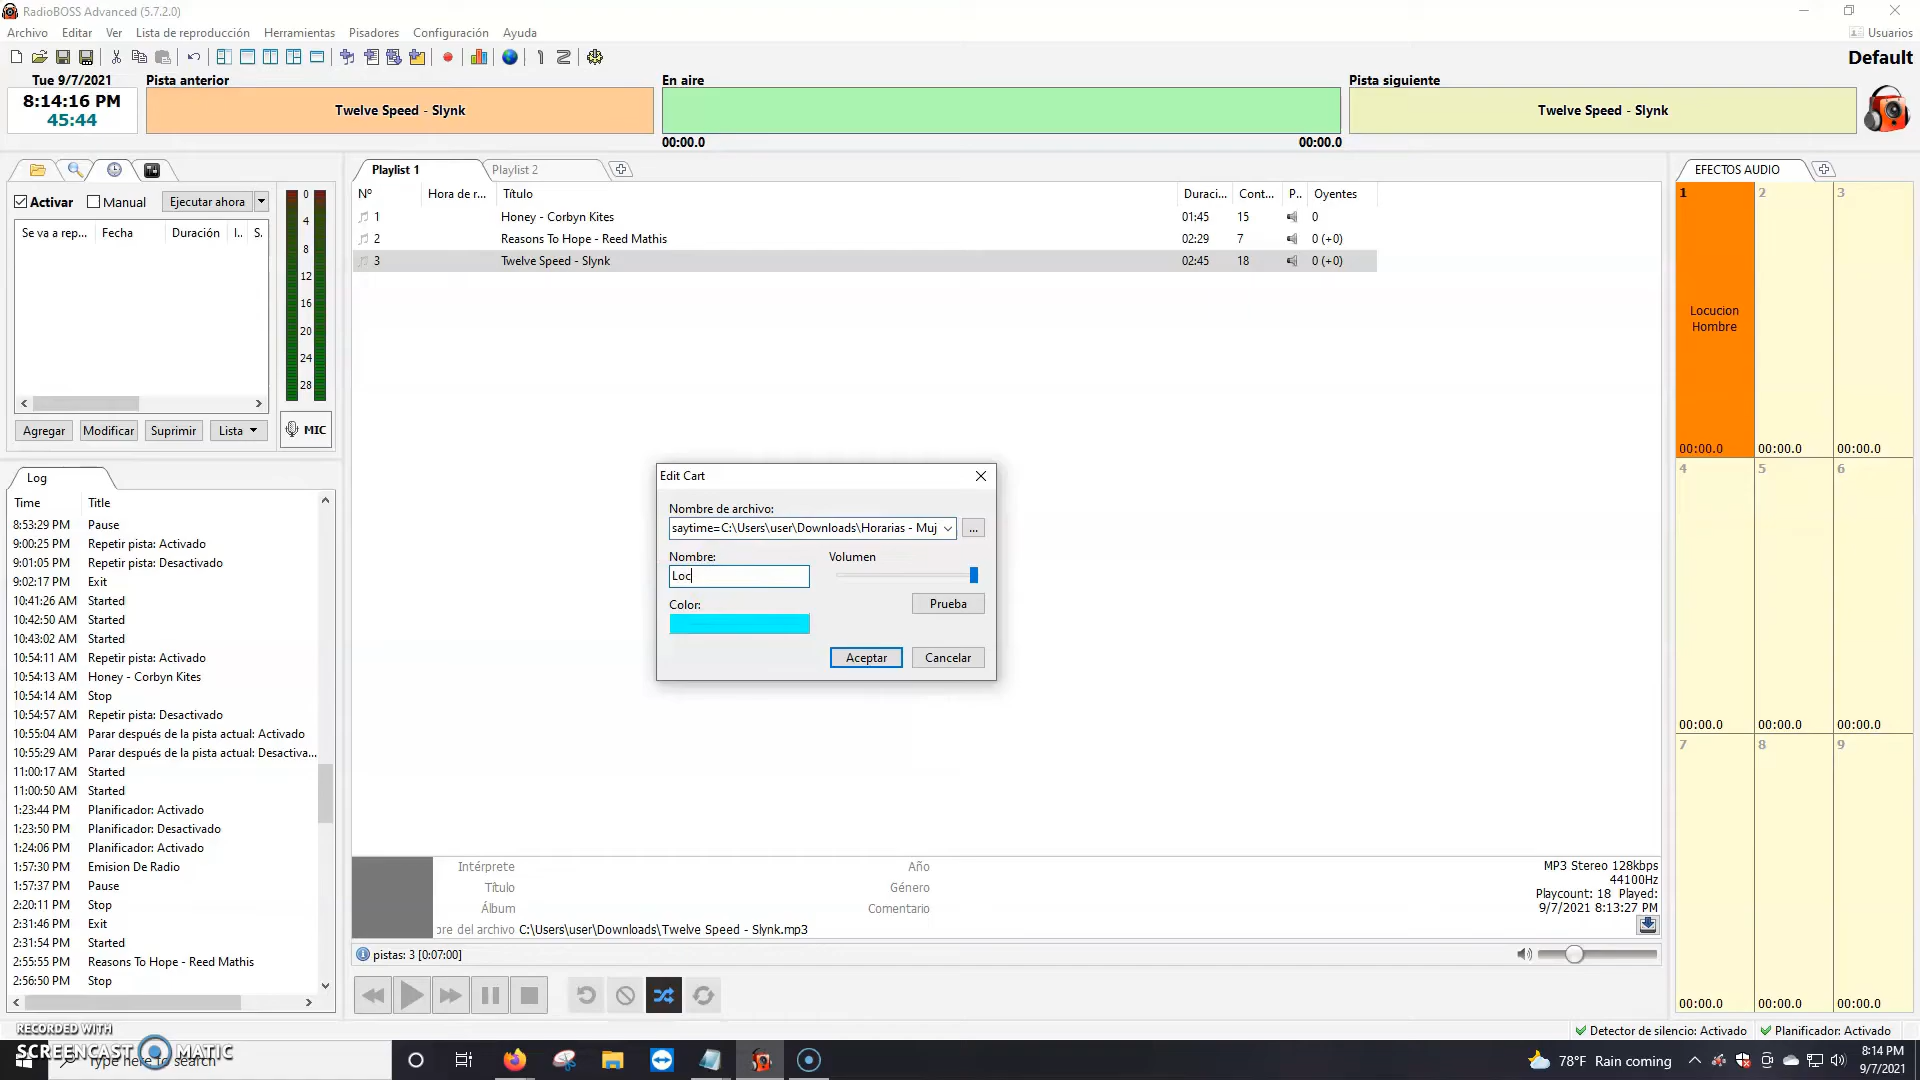 RadioBOSS Advanced (5.7.2.0)
Archivo Editar Ver Lista de reproducción Herramientas Pisadores Configuración Ayuda
Usuarios
Default
Tue 9/7/2021
8:14:16 PM
45:44
Pista anterior
Twelve Speed - Slynk
En aire
00:00.0 00:00.0
Pista siguiente
Twelve Speed - Slynk
Activar Manual Ejecutar ahora
Se va a rep... Fecha Duración I.. S.
0
4
8
12
16
20
24
28
Agregar Modificar Suprimir Lista
MIC
Playlist 1 Playlist 2
Nº Hora de r... Título Duraci... Cont... P.. Oyentes
1 Honey - Corbyn Kites 01:45 15 0
2 Reasons To Hope - Reed Mathis 02:29 7 0 (+0)
3 Twelve Speed - Slynk 02:45 18 0 (+0)
EFECTOS AUDIO
1 2 3
Locucion
Hombre
00:00.0 00:00.0 00:00.0
4 5 6
00:00.0 00:00.0 00:00.0
7 8 9
00:00.0 00:00.0 00:00.0
Log
Time Title
8:53:29 PM Pause
9:00:25 PM Repetir pista: Activado
9:01:05 PM Repetir pista: Desactivado
9:02:17 PM Exit
10:41:26 AM Started
10:42:50 AM Started
10:43:02 AM Started
10:54:11 AM Repetir pista: Activado
10:54:13 AM Honey - Corbyn Kites
10:54:14 AM Stop
10:54:57 AM Repetir pista: Desactivado
10:55:04 AM Parar después de la pista actual: Activado
10:55:29 AM Parar después de la pista actual: Desactiva...
11:00:17 AM Started
11:00:50 AM Started
1:23:44 PM Planificador: Activado
1:23:50 PM Planificador: Desactivado
1:24:06 PM Planificador: Activado
1:57:30 PM Emision De Radio
1:57:37 PM Pause
2:20:11 PM Stop
2:31:46 PM Exit
2:31:54 PM Started
2:55:55 PM Reasons To Hope - Reed Mathis
2:56:50 PM Stop
Edit Cart
Nombre de archivo:
saytime=C:\Users\user\Downloads\Horarias - Muj
...
Nombre:
Loc
Volumen
Color:
Prueba
Aceptar Cancelar
Intérprete Año
Título Género
Álbum Comentario
ore del archivo C:\Users\user\Downloads\Twelve Speed - Slynk.mp3
MP3 Stereo 128kbps
44100Hz
Playcount: 18 Played:
9/7/2021 8:13:27 PM
pistas: 3 [0:07:00]
Detector de silencio: Activado Planificador: Activado
RECORDED WITH
SCREENCAST MATIC
Type here to search
78°F Rain coming
8:14 PM
9/7/2021